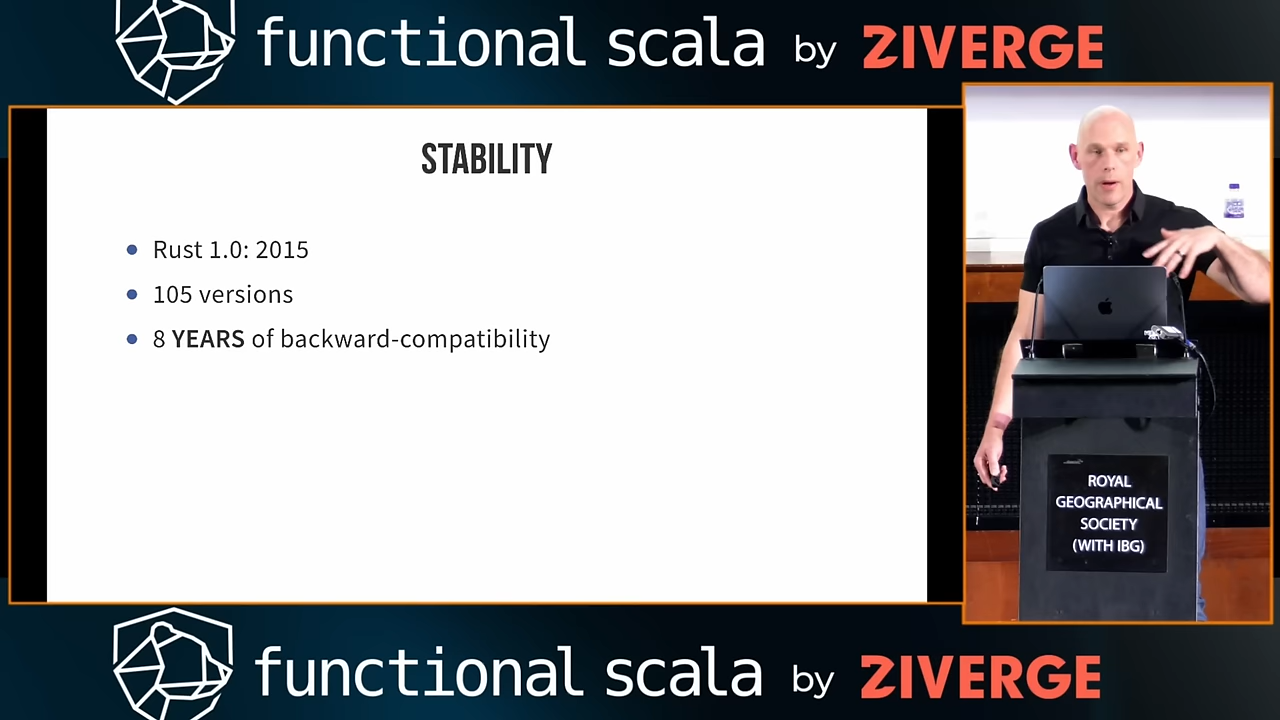 functional scala by ZIVERGE
STABILITY
Rust 1.0: 2015
105 versions
8 YEARS of backward-compatibility
ROYAL
GEOGRAPHICAL
SOCIETY
(WITH IBG)
functional scala by ZIVERGE